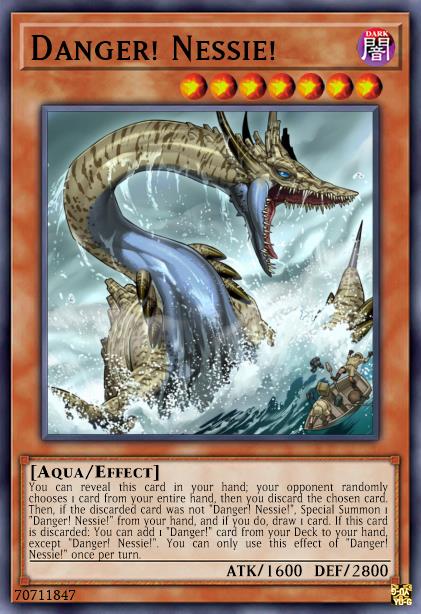 DANGER! NESSIE!
DARK
闇
[AQUA/EFFECT]
You can reveal this card in your hand; your opponent randomly
chooses 1 card from your entire hand, then you discard the chosen card.
Then, if the discarded card was not "Danger! Nessie!", Special Summon 1
"Danger! Nessie!" from your hand, and if you do, draw 1 card. If this card
is discarded: You can add 1 "Danger!" card from your Deck to your hand,
except "Danger! Nessie!". You can only use this effect of "Danger!
Nessie!" once per turn.
ATK/1600 DEF/2800
70711847